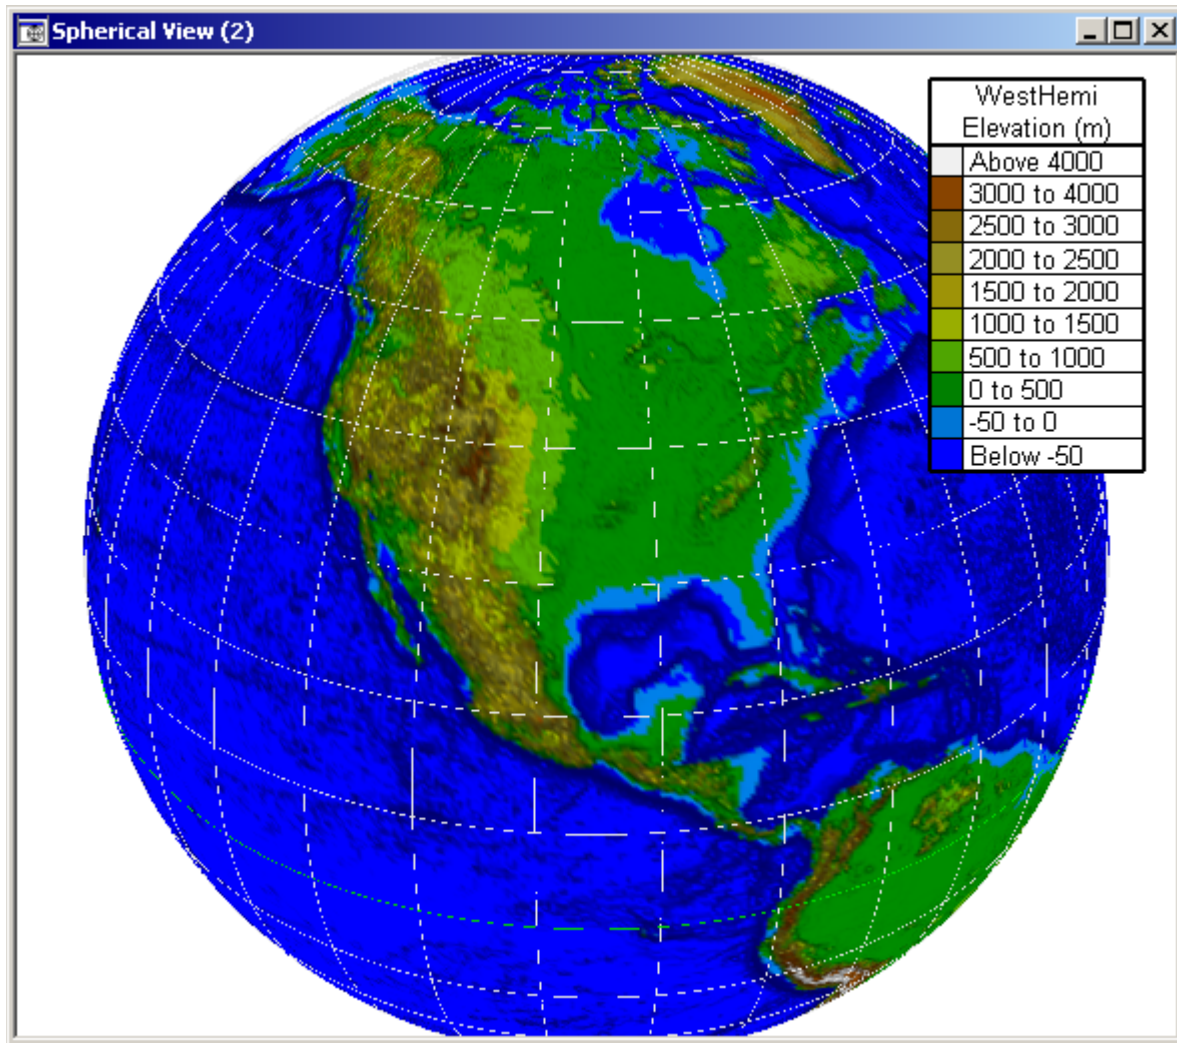 Spherical View (2)
WestHemi
Elevation (m)
Above 4000
3000 to 4000
2500 to 3000
2000 to 2500
1500 to 2000
1000 to 1500
500 to 1000
0 to 500
-50 to 0
Below -50